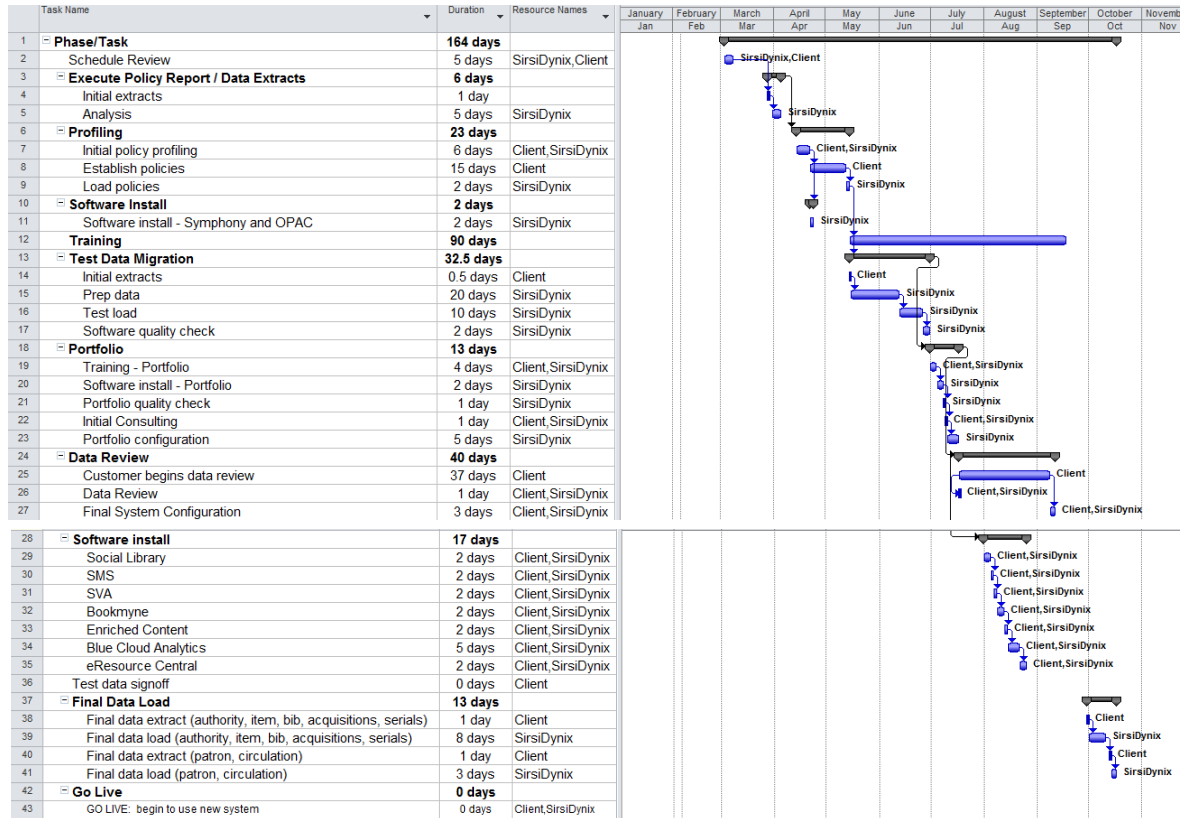 Task Name Duration Resource Names January February March April May June July August September October Novemb
Jan Feb Mar Apr May Jun Jul Aug Sep Oct Nov
1 Phase/Task 164 days
2 Schedule Review 5 days SirsiDynix,Client SirsiDynix,Client
3 Execute Policy Report / Data Extracts 6 days
4 Initial extracts 1 day
5 Analysis 5 days SirsiDynix SirsiDynix
6 Profiling 23 days
7 Initial policy profiling 6 days Client,SirsiDynix Client,SirsiDynix
8 Establish policies 15 days Client Client
9 Load policies 2 days SirsiDynix SirsiDynix
10 Software Install 2 days
11 Software install - Symphony and OPAC 2 days SirsiDynix SirsiDynix
12 Training 90 days
13 Test Data Migration 32.5 days
14 Initial extracts 0.5 days Client Client
15 Prep data 20 days SirsiDynix SirsiDynix
16 Test load 10 days SirsiDynix SirsiDynix
17 Software quality check 2 days SirsiDynix SirsiDynix
18 Portfolio 13 days
19 Training - Portfolio 4 days Client,SirsiDynix Client,SirsiDynix
20 Software install - Portfolio 2 days SirsiDynix SirsiDynix
21 Portfolio quality check 1 day SirsiDynix SirsiDynix
22 Initial Consulting 1 day Client,SirsiDynix Client,SirsiDynix
23 Portfolio configuration 5 days SirsiDynix SirsiDynix
24 Data Review 40 days
25 Customer begins data review 37 days Client Client
26 Data Review 1 day Client,SirsiDynix Client,SirsiDynix
27 Final System Configuration 3 days Client,SirsiDynix Client,SirsiDynix
28 Software install 17 days
29 Social Library 2 days Client,SirsiDynix Client,SirsiDynix
30 SMS 2 days Client,SirsiDynix Client,SirsiDynix
31 SVA 2 days Client,SirsiDynix Client,SirsiDynix
32 Bookmyne 2 days Client,SirsiDynix Client,SirsiDynix
33 Enriched Content 2 days Client,SirsiDynix Client,SirsiDynix
34 Blue Cloud Analytics 5 days Client,SirsiDynix Client,SirsiDynix
35 eResource Central 2 days Client,SirsiDynix Client,SirsiDynix
36 Test data signoff 0 days Client
37 Final Data Load 13 days
38 Final data extract (authority, item, bib, acquisitions, serials) 1 day Client Client
39 Final data load (authority, item, bib, acquisitions, serials) 8 days SirsiDynix SirsiDynix
40 Final data extract (patron, circulation) 1 day Client Client
41 Final data load (patron, circulation) 3 days SirsiDynix SirsiDynix
42 Go Live 0 days
43 GO LIVE: begin to use new system 0 days Client,SirsiDynix